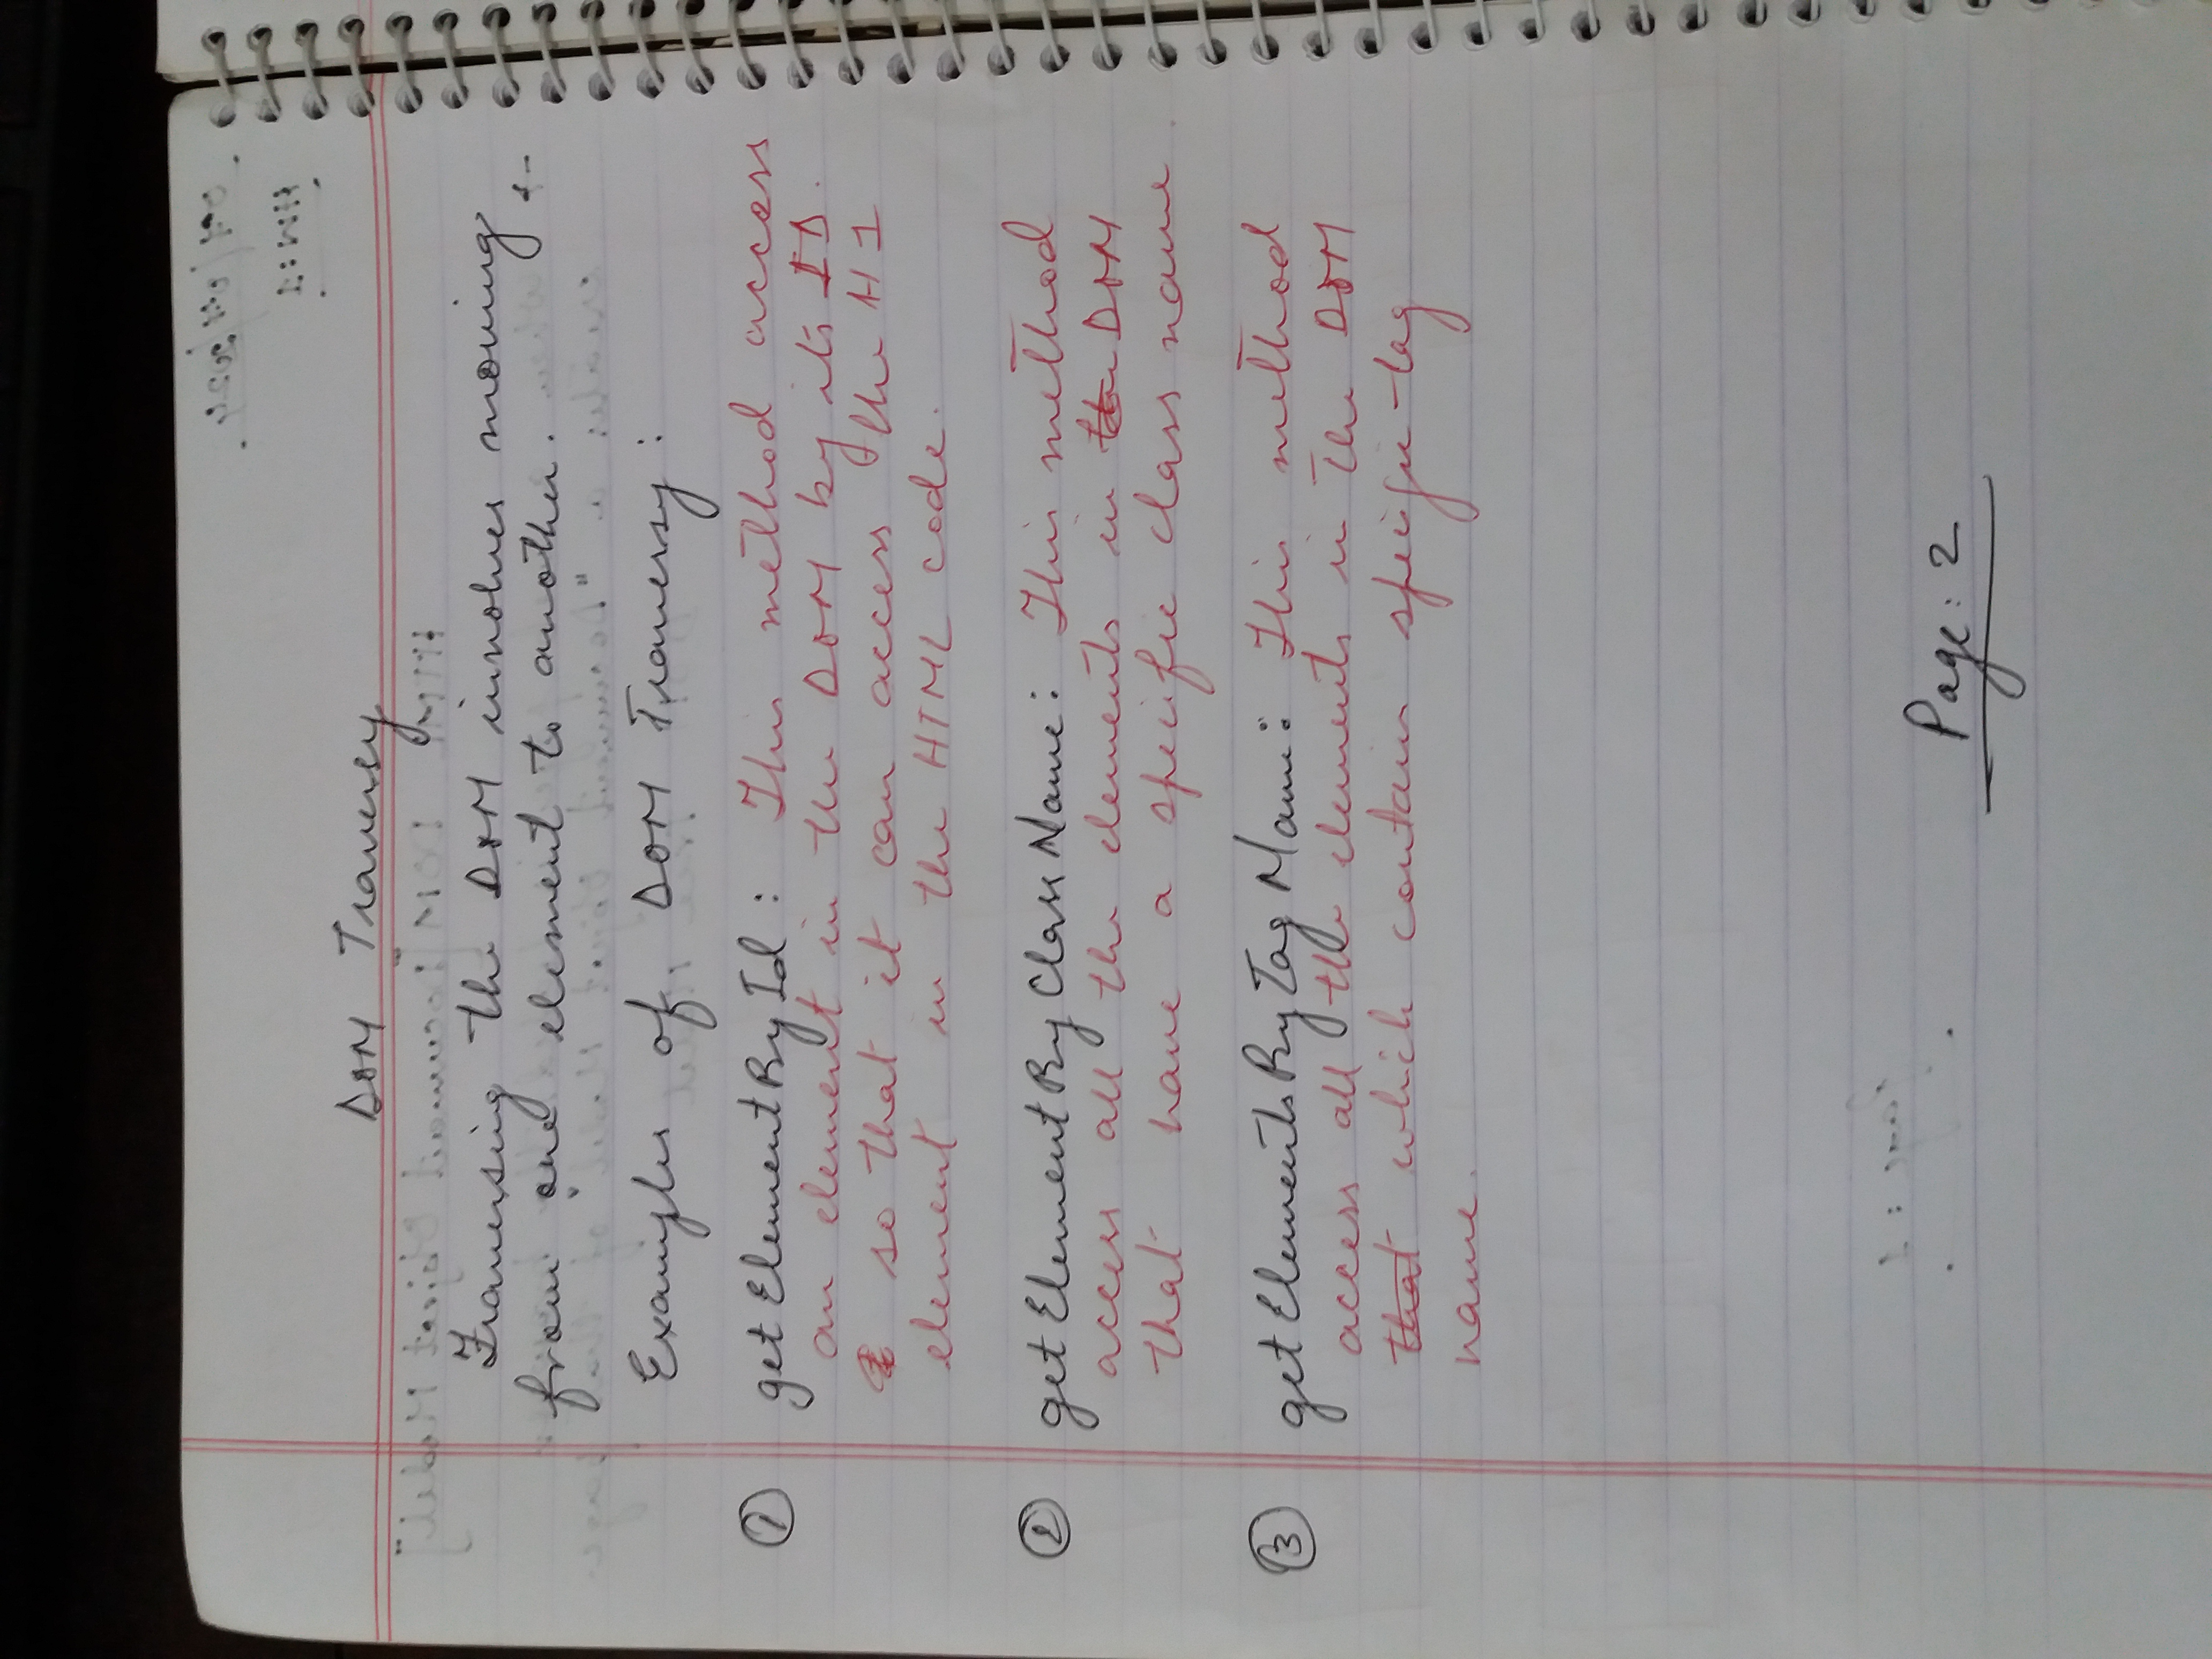 DOM Traversy
Traversing the DOM involves moving
from one element to another.
Examples of DOM Traversy:
① getElementById: This method access
an element in the DOM by its ID.
so that it can access the H1
element in the HTML code.
② getElementByClassName: This method
access all the elements in the DOM
that have a specific class name.
③ getElementsByTagName: This method
access all the elements in the DOM
that which contain specific tag
name.
Page: 2